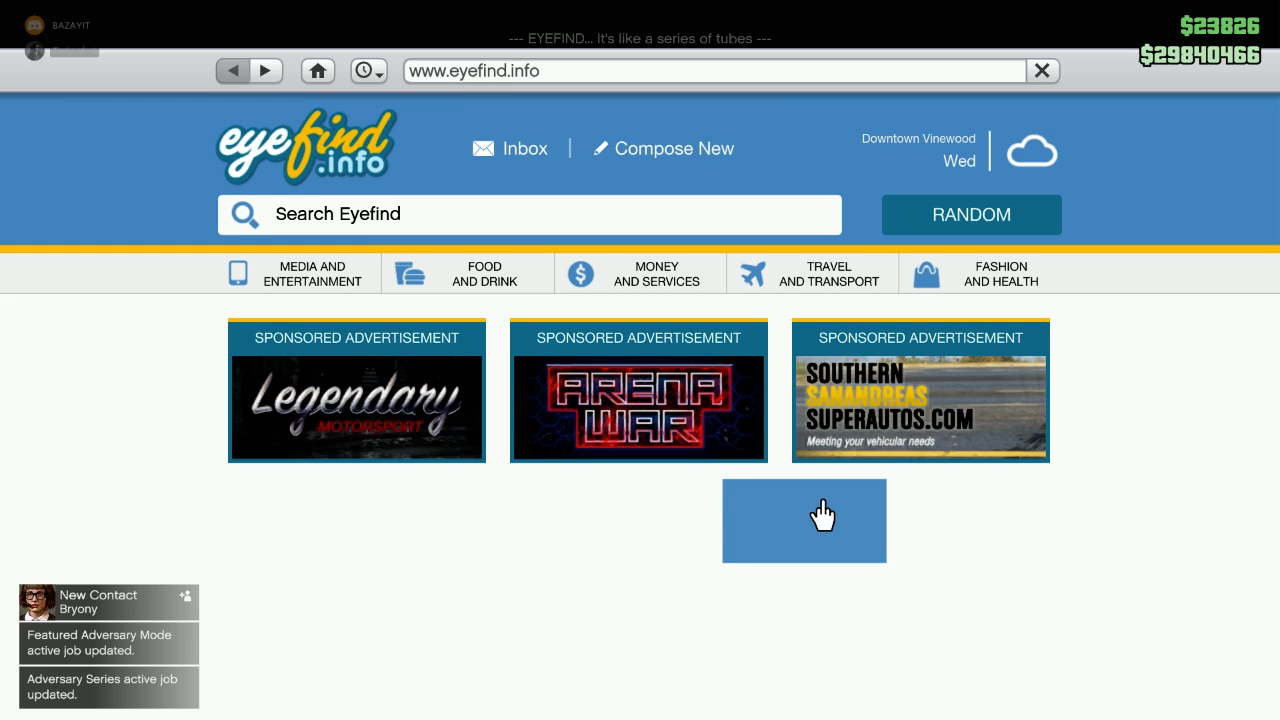 BAZAYIT
--- EYEFIND... It's like a series of tubes ---
$23826
$29840466
www.eyefind.info
eyefind
.info
Inbox
Compose New
Downtown Vinewood
Wed
Search Eyefind
RANDOM
MEDIA AND
ENTERTAINMENT
FOOD
AND DRINK
MONEY
AND SERVICES
TRAVEL
AND TRANSPORT
FASHION
AND HEALTH
SPONSORED ADVERTISEMENT
Legendary
MOTORSPORT
SPONSORED ADVERTISEMENT
ARENA
WAR
SPONSORED ADVERTISEMENT
SOUTHERN
SANANDREAS
SUPERAUTOS.COM
Meeting your vehicular needs
New Contact
Bryony
Featured Adversary Mode
active job updated.
Adversary Series active job
updated.